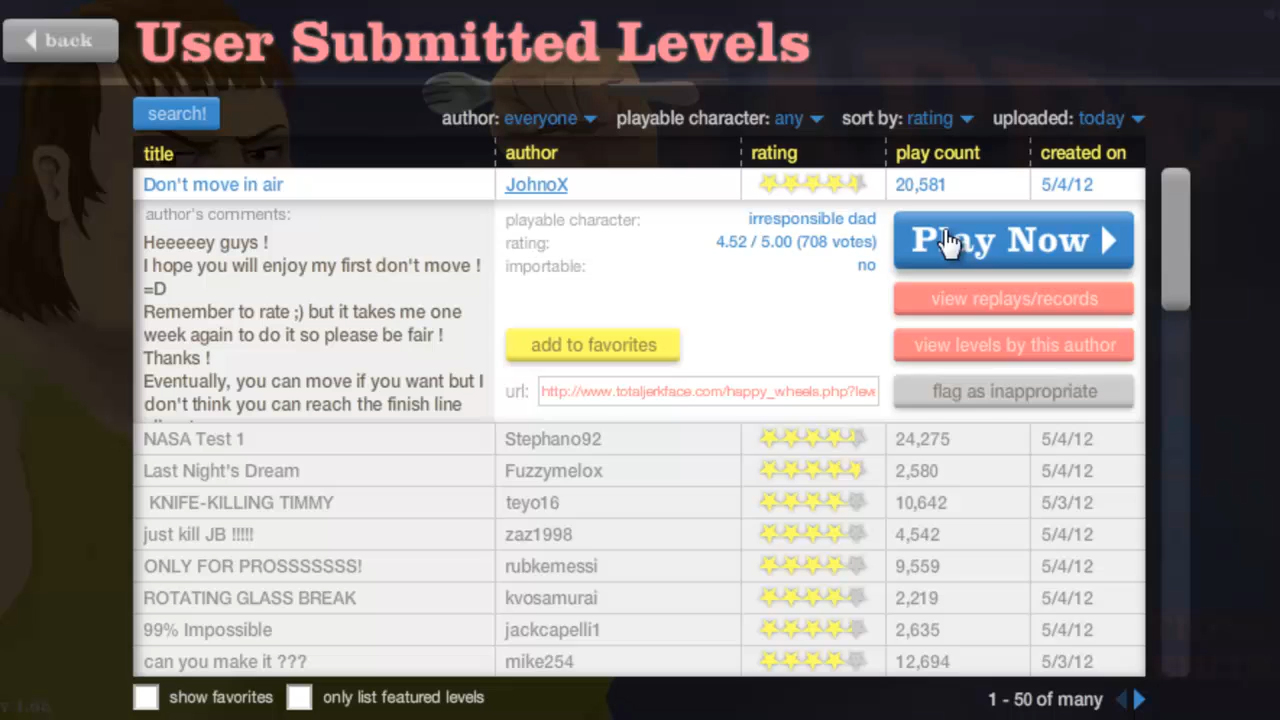 back
User Submitted Levels
search!
author: everyone playable character: any sort by: rating uploaded: today
title author rating play count created on
Don't move in air JohnoX 20,581 5/4/12
author's comments:
Heeeeey guys !
I hope you will enjoy my first don't move !
=D
Remember to rate ;) but it takes me one
week again to do it so please be fair !
Thanks !
Eventually, you can move if you want but I
don't think you can reach the finish line
playable character: irresponsible dad
rating: 4.52 / 5.00 (708 votes)
importable: no
add to favorites
url: http://www.totaljerkface.com/happy_wheels.php?leve
Play Now
view replays/records
view levels by this author
flag as inappropriate
NASA Test 1 Stephano92 24,275 5/4/12
Last Night's Dream Fuzzymelox 2,580 5/4/12
KNIFE-KILLING TIMMY teyo16 10,642 5/3/12
just kill JB !!!!! zaz1998 4,542 5/4/12
ONLY FOR PROSSSSSSS! rubkemessi 9,559 5/4/12
ROTATING GLASS BREAK kvosamurai 2,219 5/4/12
99% Impossible jackcapelli1 2,635 5/4/12
can you make it ??? mike254 12,694 5/3/12
show favorites only list featured levels 1 - 50 of many